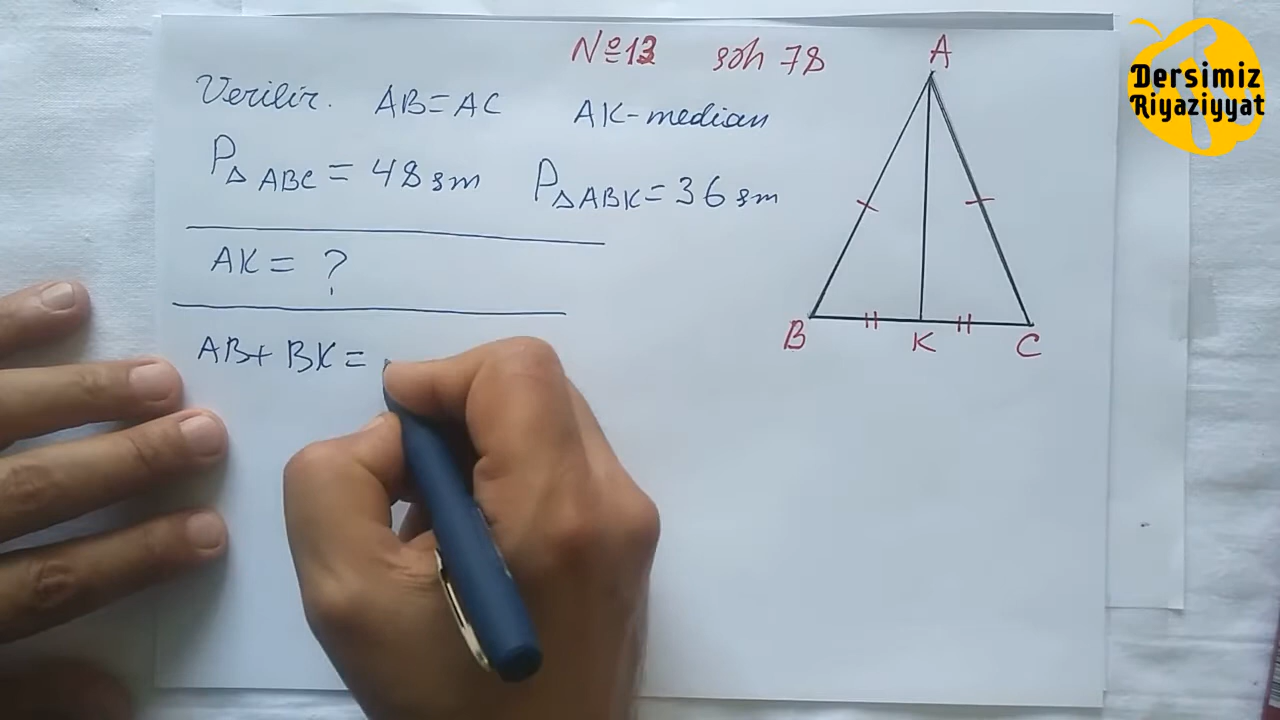 №13 səh 78
Verilir. AB=AC AK-median
P△ABC = 48 sm P△ABK = 36 sm
AK = ?
AB+BK=
A
B K C
Dersimiz
Riyaziyyat